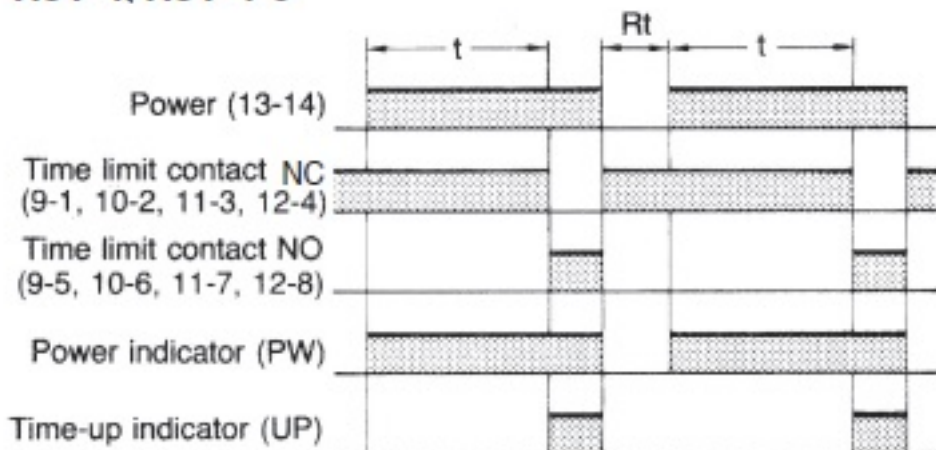 Rt
t
t
Power (13-14)
Time limit contact NC
(9-1, 10-2, 11-3, 12-4)
Time limit contact NO
(9-5, 10-6, 11-7, 12-8)
Power indicator (PW)
Time-up indicator (UP)